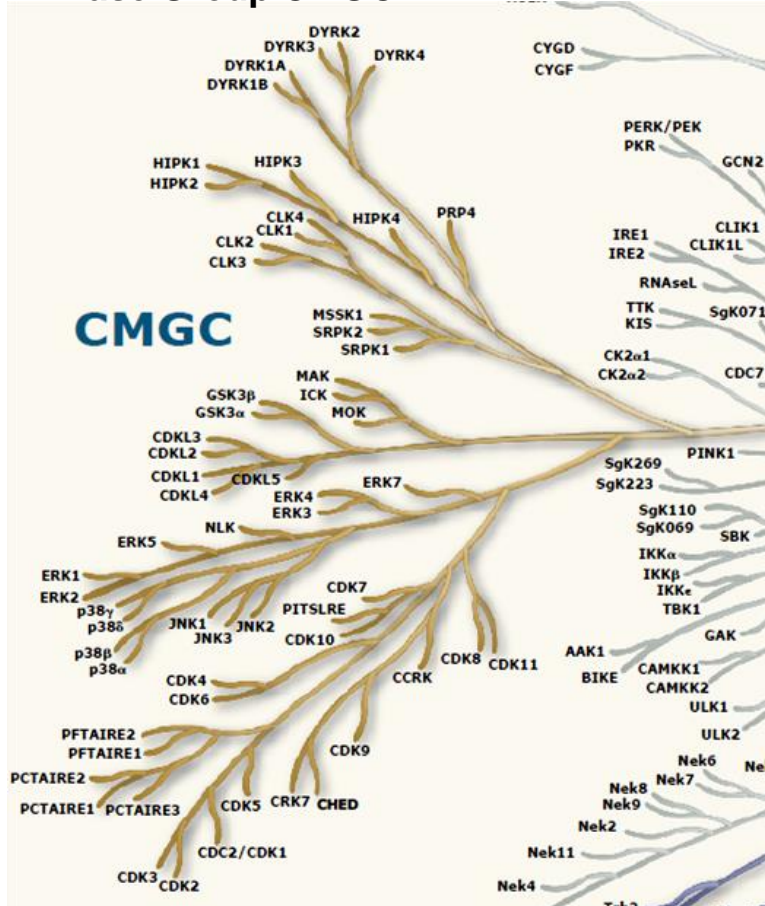 DYRK2
DYRK3
DYRK4
DYRK1A
DYRK1B
CYGD
CYGF
PERK/PEK
PKR
GCN2
HIPK1
HIPK3
HIPK2
CLK4
HIPK4
PRP4
CLK1
CLK2
CLK3
IRE1
IRE2
CLIK1
CLIK1L
RNAseL
CMGC
MSSK1
SRPK2
SRPK1
TTK
KIS
SgK071
CK2α1
CK2α2
CDC7
MAK
ICK
MOK
GSK3β
GSK3α
CDKL3
CDKL2
CDKL1
CDKL5
CDKL4
PINK1
SgK269
SgK223
ERK7
ERK4
ERK3
NLK
ERK5
SgK110
SgK069
SBK
IKKα
IKKβ
IKKε
TBK1
ERK1
ERK2
p38γ
p38δ
p38β
p38α
JNK1
JNK3
JNK2
CDK7
PITSLRE
CDK10
CDK8
CDK11
CCRK
AAK1
BIKE
GAK
CAMKK1
CAMKK2
ULK1
ULK2
CDK4
CDK6
PFTAIRE2
PFTAIRE1
PCTAIRE2
PCTAIRE1
PCTAIRE3
CDK9
CDK5
CRK7
CHED
CDC2/CDK1
CDK3
CDK2
Nek6
Nek7
Nek8
Nek9
Nek2
Nek11
Nek4